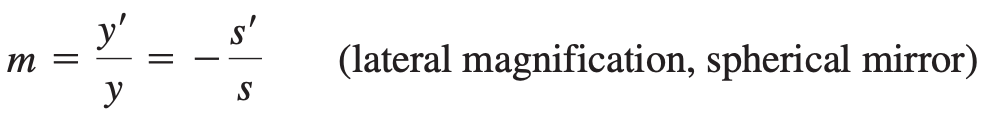 m = y′/y = − s′/s (lateral magnification, spherical mirror)